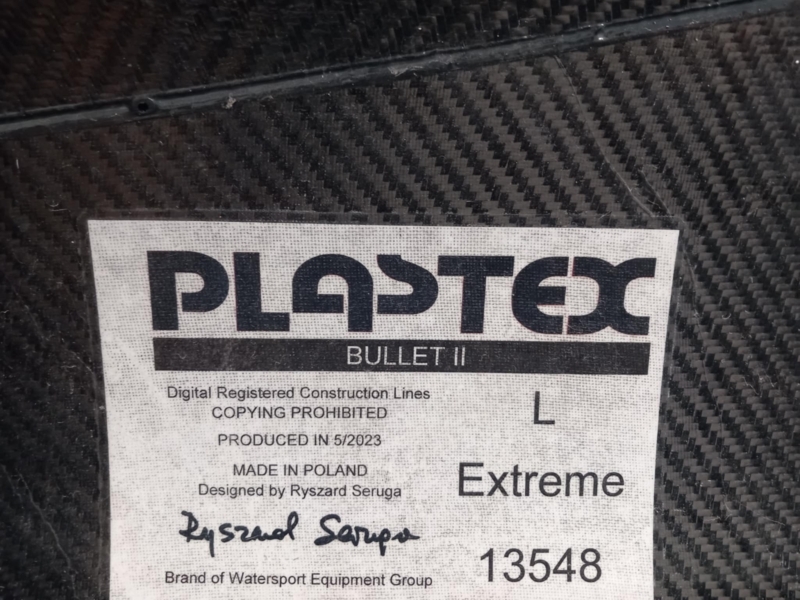 PLASTEX
BULLET II
Digital Registered Construction Lines
COPYING PROHIBITED
PRODUCED IN 5/2023
MADE IN POLAND
Designed by Ryszard Seruga
Ryszard Seruga
Brand of Watersport Equipment Group
L
Extreme
13548